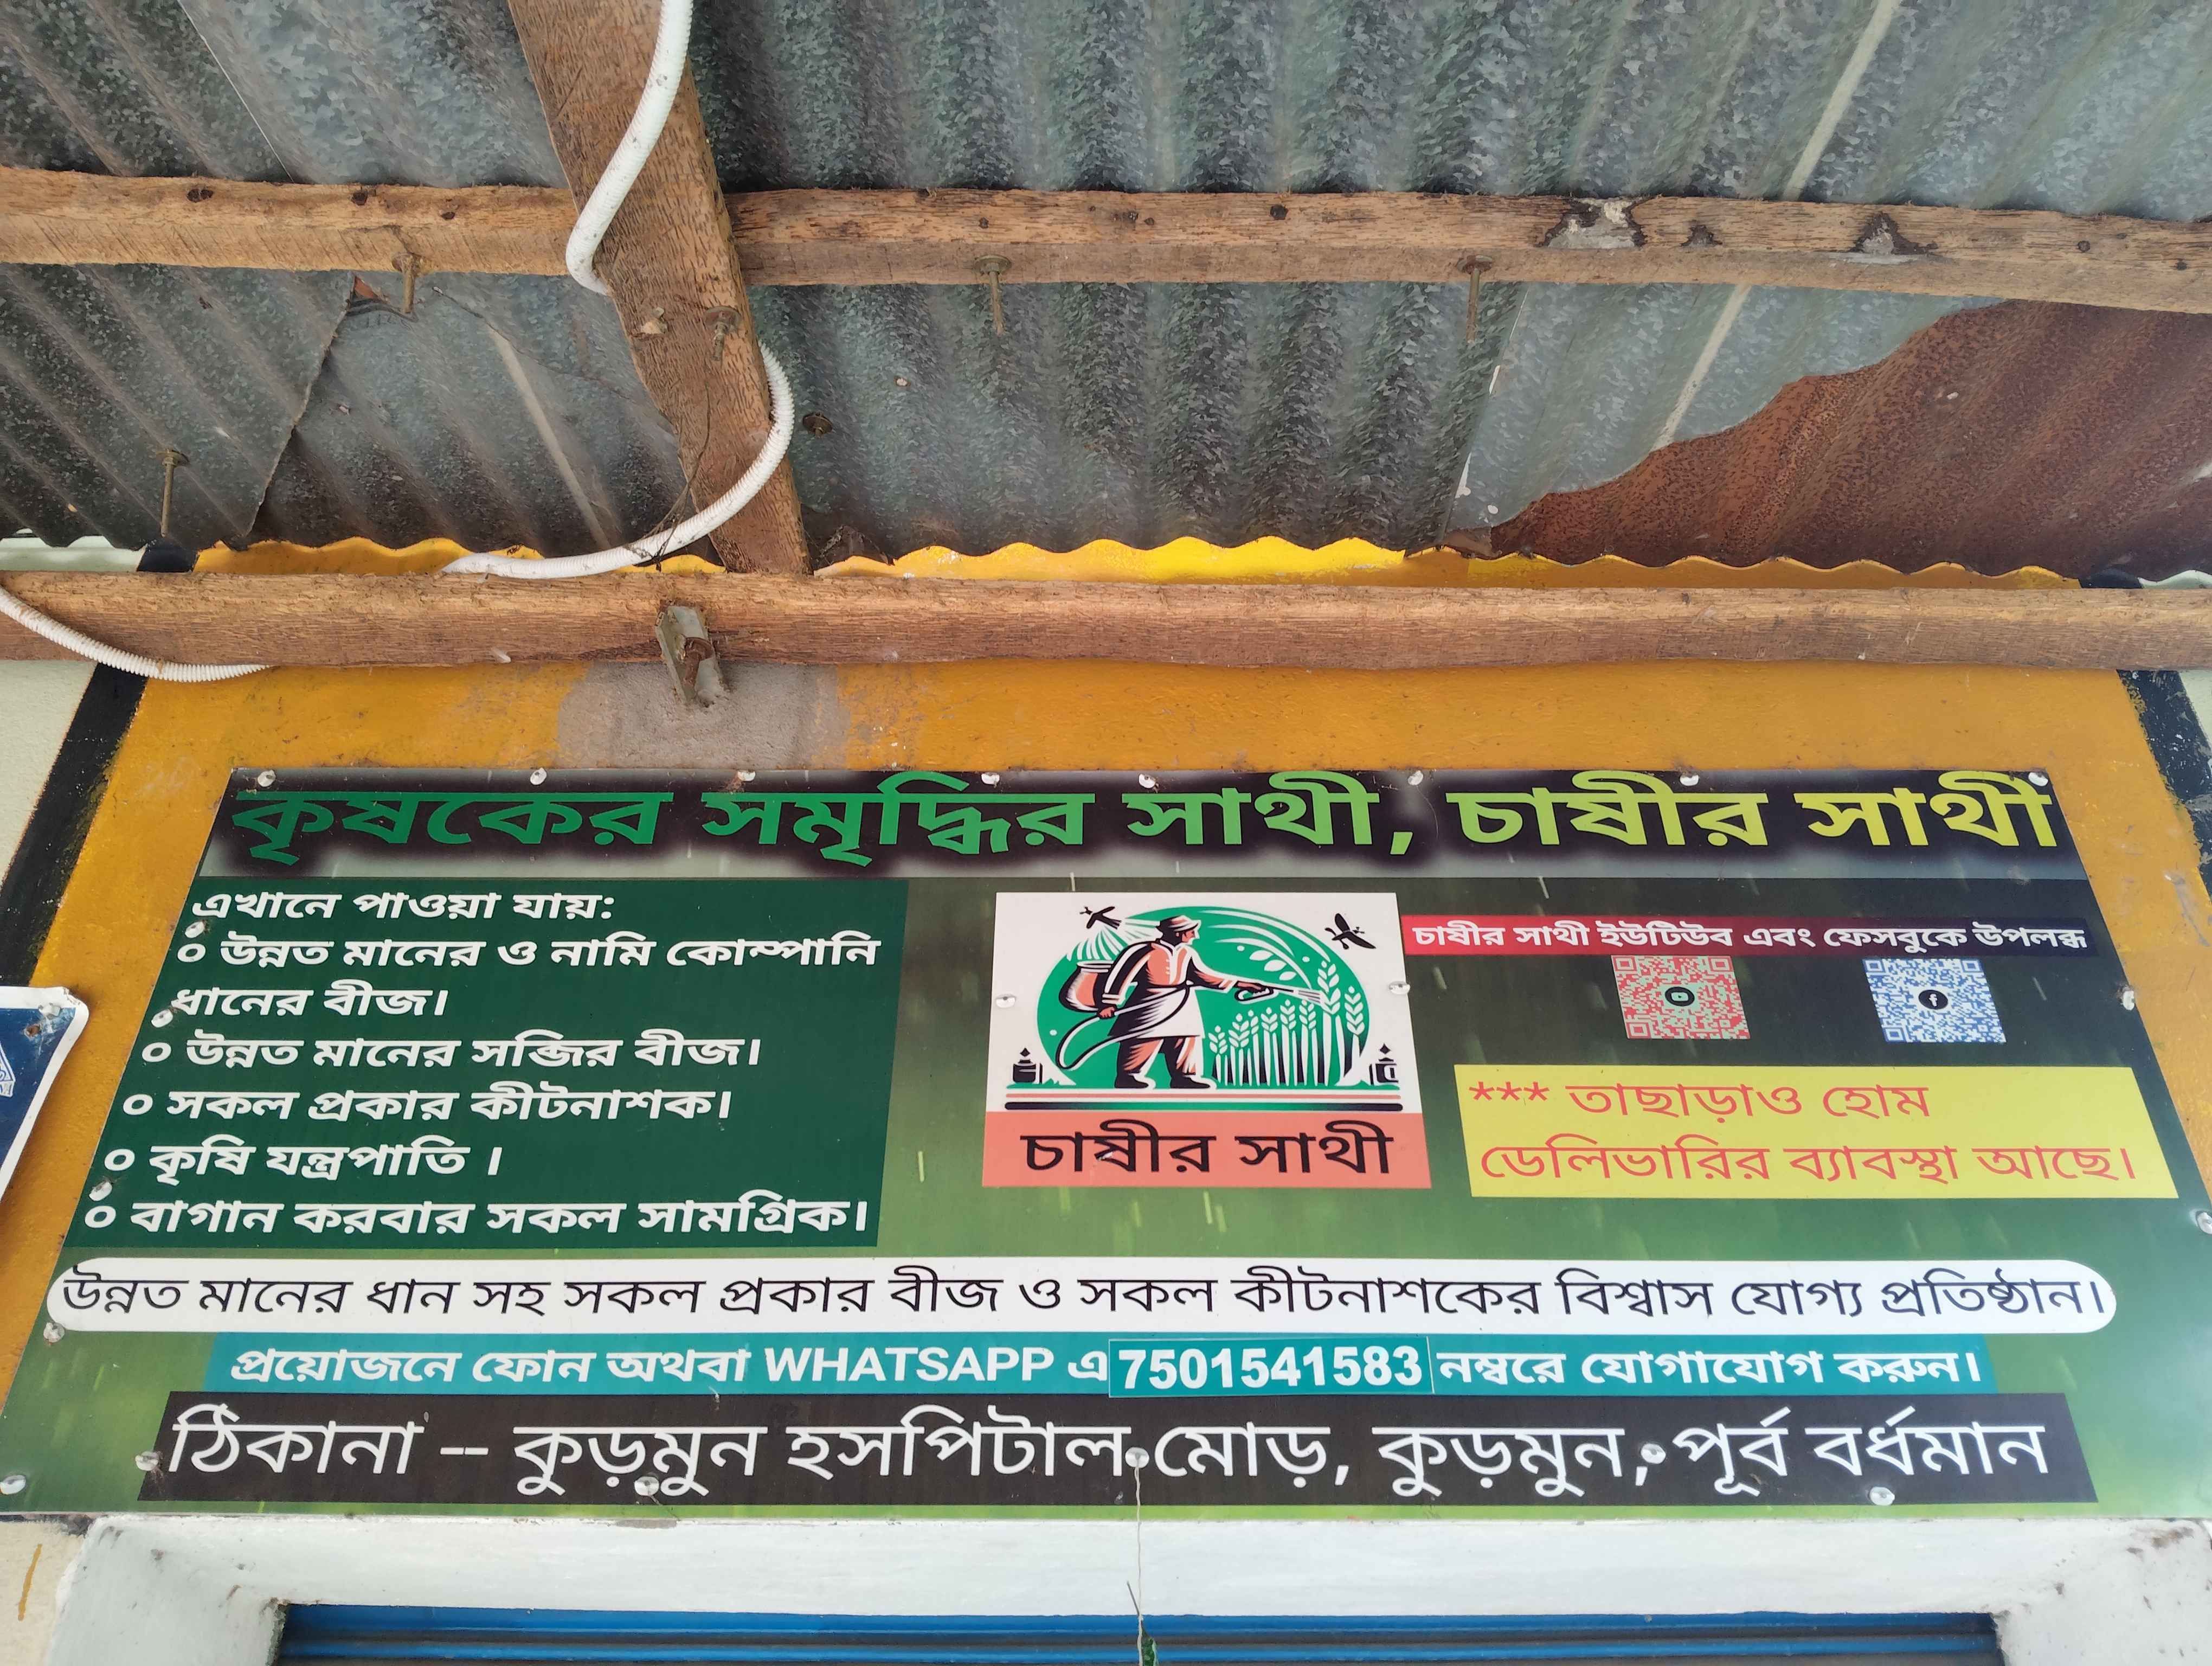 কৃষকের সমৃদ্ধির সাথী, চাষীর সাথী
এখানে পাওয়া যায়:
০ উন্নত মানের ও নামি কোম্পানি
ধানের বীজ।
০ উন্নত মানের সব্জির বীজ।
০ সকল প্রকার কীটনাশক।
০ কৃষি যন্ত্রপাতি ।
০ বাগান করবার সকল সামগ্রিক।
চাষীর সাথী
চাষীর সাথী ইউটিউব এবং ফেসবুকে উপলব্ধ
*** তাছাড়াও হোম
ডেলিভারির ব্যাবস্থা আছে।
উন্নত মানের ধান সহ সকল প্রকার বীজ ও সকল কীটনাশকের বিশ্বাস যোগ্য প্রতিষ্ঠান।
প্রয়োজনে ফোন অথবা WHATSAPP এ 7501541583 নম্বরে যোগাযোগ করুন।
ঠিকানা -- কুড়মুন হসপিটাল মোড়, কুড়মুন, পূর্ব বর্ধমান